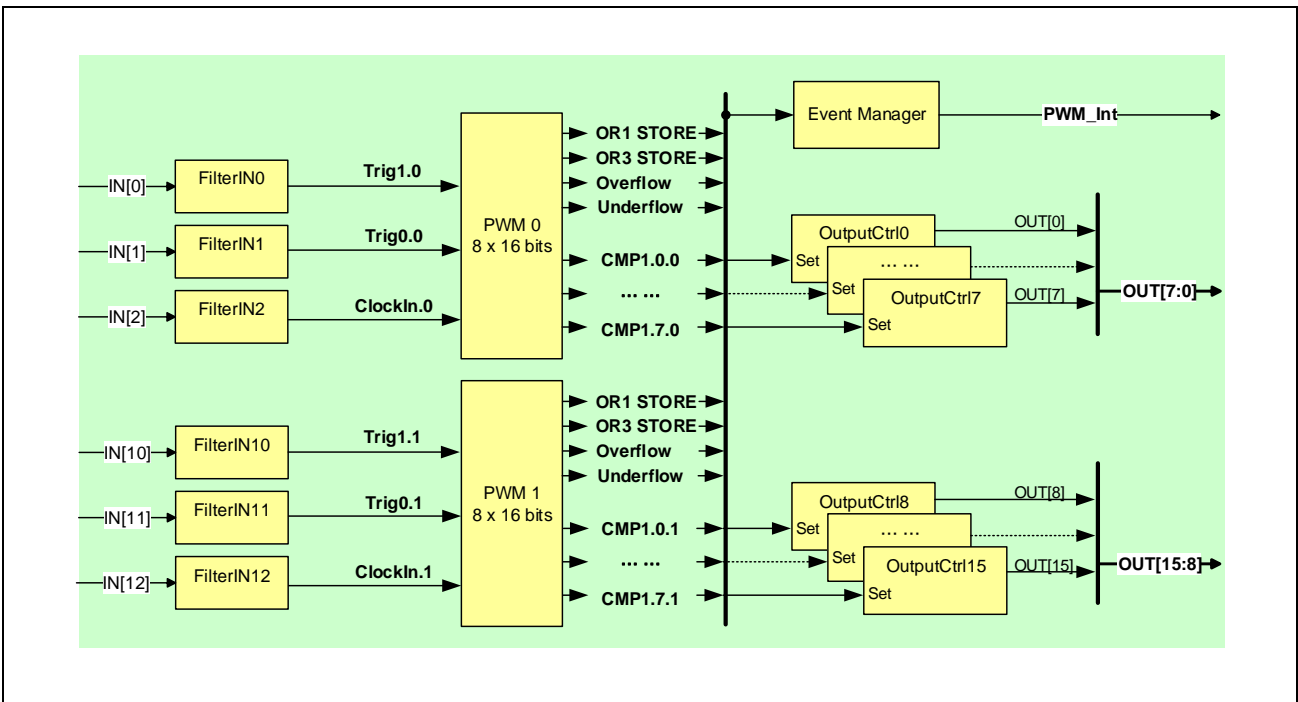 Event Manager
PWM_Int
OR1 STORE
OR3 STORE
Overflow
Underflow
IN[0]
FilterIN0
Trig1.0
PWM 0
8 x 16 bits
IN[1]
FilterIN1
Trig0.0
IN[2]
FilterIN2
ClockIn.0
CMP1.0.0
... ...
CMP1.7.0
OutputCtrl0
Set
OUT[0]
... ...
Set
OutputCtrl7
Set
OUT[7]
OUT[7:0]
OR1 STORE
OR3 STORE
Overflow
Underflow
IN[10]
FilterIN10
Trig1.1
PWM 1
8 x 16 bits
IN[11]
FilterIN11
Trig0.1
IN[12]
FilterIN12
ClockIn.1
CMP1.0.1
... ...
CMP1.7.1
OutputCtrl8
Set
OUT[8]
... ...
Set
OutputCtrl15
Set
OUT[15]
OUT[15:8]